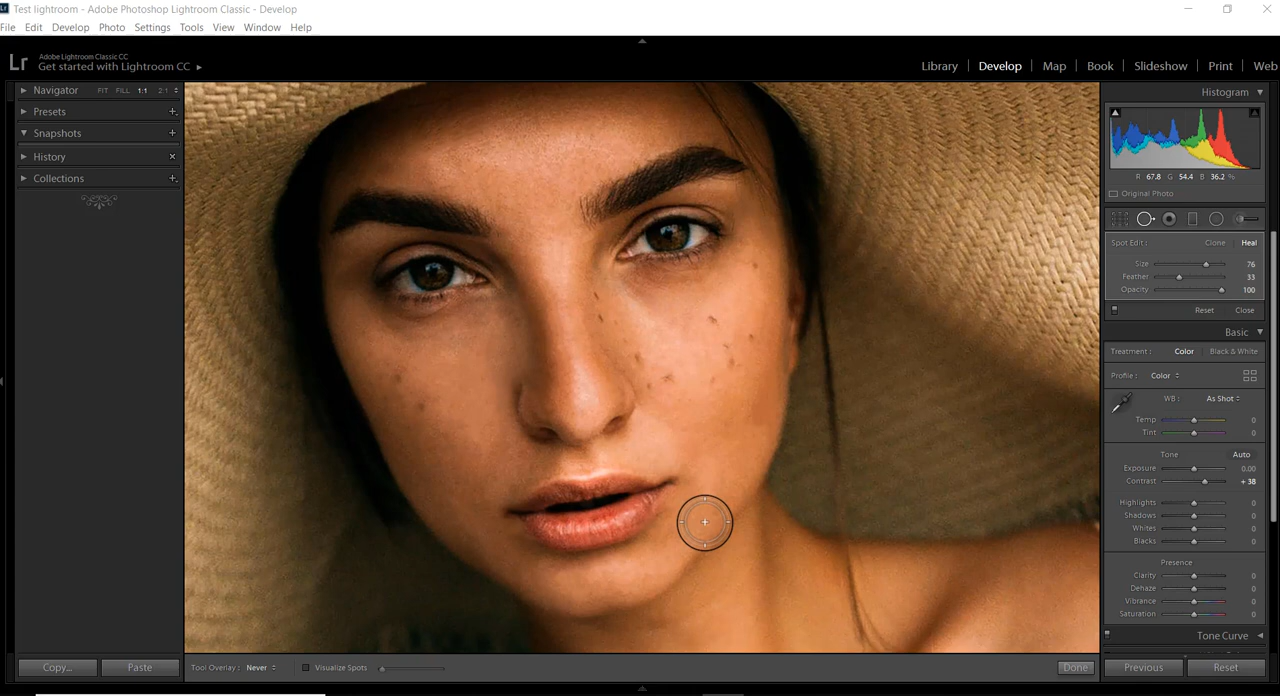 Lr Test lightroom - Adobe Photoshop Lightroom Classic - Develop
File Edit Develop Photo Settings Tools View Window Help
Lr Adobe Lightroom Classic CC
Get started with Lightroom CC
Library Develop Map Book Slideshow Print Web
Navigator FIT FILL 1:1 2:1
Presets
Snapshots
History
Collections
Copy...
Paste
Tool Overlay : Never
Visualize Spots
Done
Histogram
R 67.8 G 54.4 B 36.2 %
Original Photo
Spot Edit : Clone Heal
Size 76
Feather 33
Opacity 100
Reset Close
Basic
Treatment : Color Black & White
Profile : Color
WB : As Shot
Temp 0
Tint 0
Tone Auto
Exposure 0.00
Contrast + 38
Highlights 0
Shadows 0
Whites 0
Blacks 0
Presence
Clarity 0
Dehaze 0
Vibrance 0
Saturation 0
Tone Curve
Previous
Reset